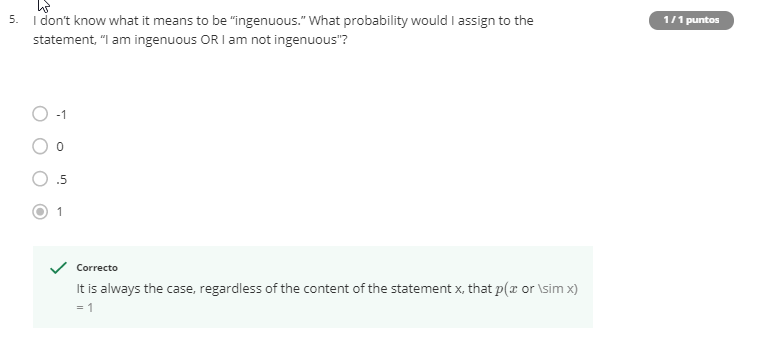 5. I don't know what it means to be "ingenuous." What probability would I assign to the
1 / 1 puntos
statement, "I am ingenuous OR I am not ingenuous"?
-1
0
.5
1
Correcto
It is always the case, regardless of the content of the statement x, that p(x or \sim x)
= 1